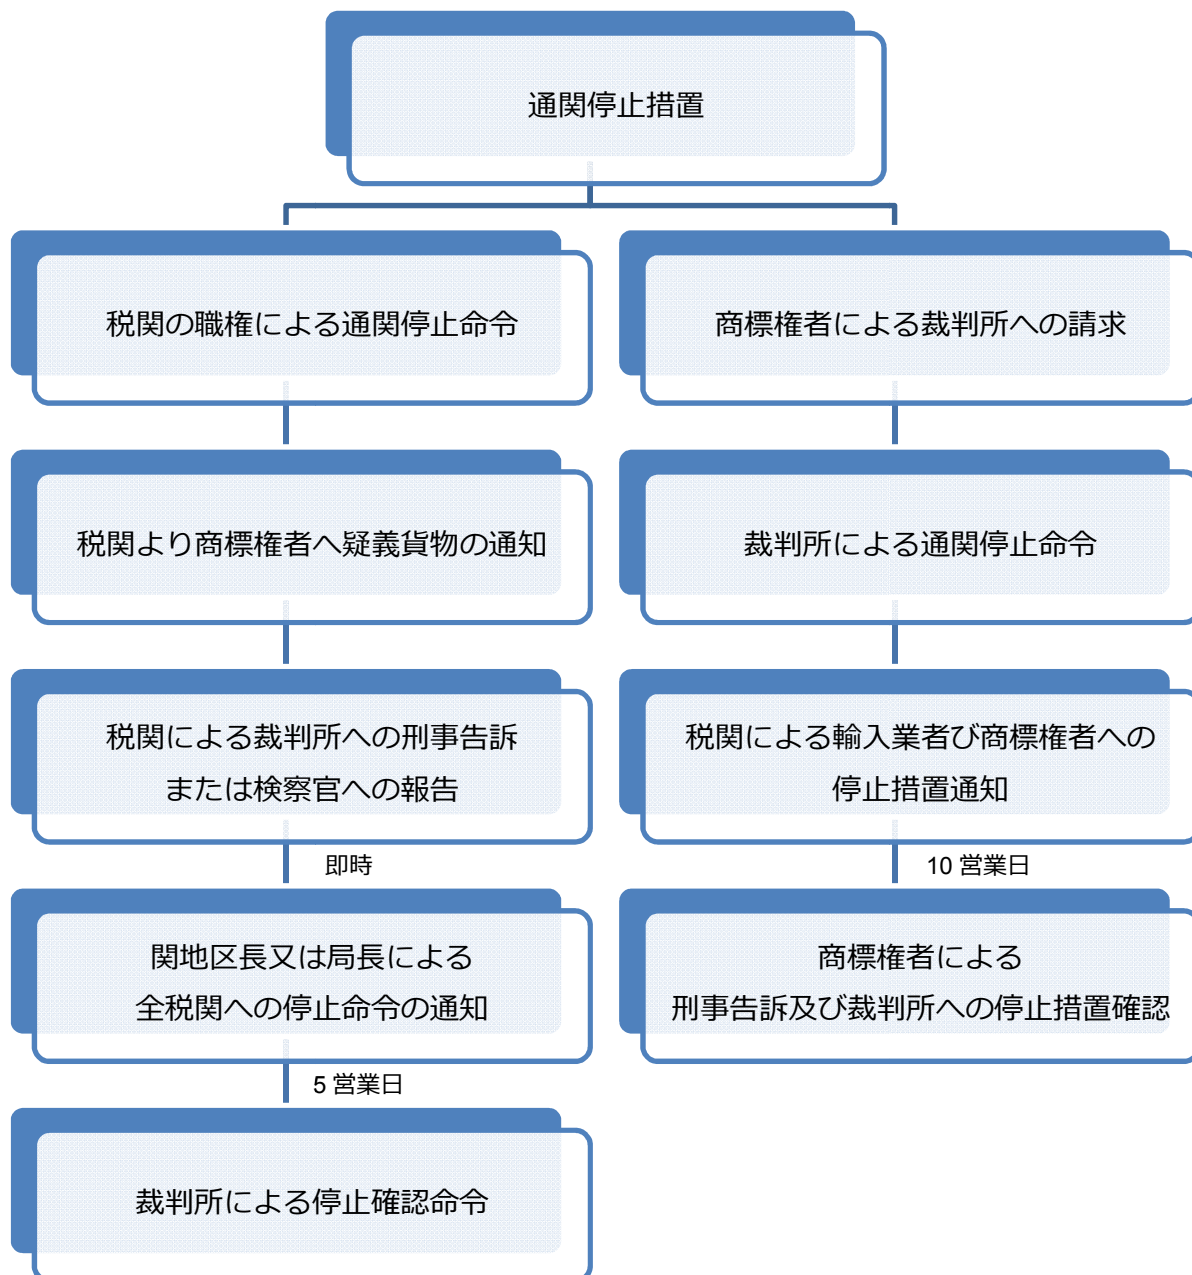 通関停止措置
税関の職権による通関停止命令
商標権者による裁判所への請求
税関より商標権者へ疑義貨物の通知
裁判所による通関停止命令
税関による裁判所への刑事告訴
または検察官への報告
税関による輸入業者び商標権者への
停止措置通知
即時
10 営業日
関地区長又は局長による
全税関への停止命令の通知
商標権者による
刑事告訴及び裁判所への停止措置確認
5 営業日
裁判所による停止確認命令